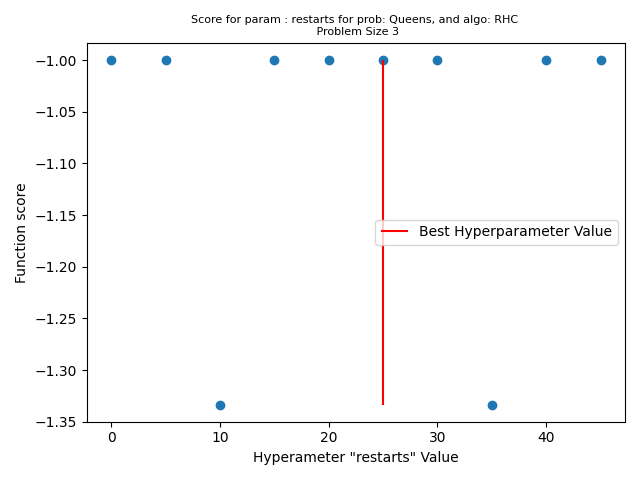 Score for param : restarts for prob: Queens, and algo: RHC
Problem Size 3
−1.00
−1.05
−1.10
−1.15
−1.20
−1.25
−1.30
−1.35
Function score
Best Hyperparameter Value
0 10 20 30 40
Hyperameter "restarts" Value